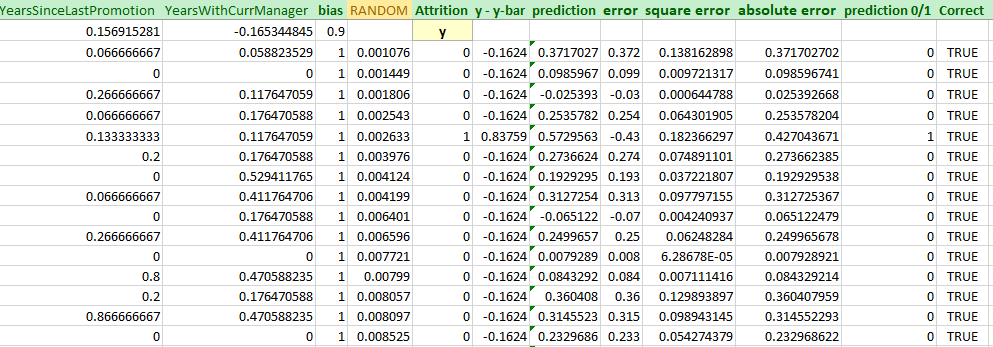 YearsSinceLastPromotion YearsWithCurrManager bias RANDOM Attrition y - y-bar prediction error square error absolute error prediction 0/1 Correct
0.156915281 -0.165344845 0.9 y
0.066666667 0.058823529 1 0.001076 0 -0.1624 0.3717027 0.372 0.138162898 0.371702702 0 TRUE
0 0 1 0.001449 0 -0.1624 0.0985967 0.099 0.009721317 0.098596741 0 TRUE
0.266666667 0.117647059 1 0.001806 0 -0.1624 -0.025393 -0.03 0.000644788 0.025392668 0 TRUE
0.066666667 0.176470588 1 0.002543 0 -0.1624 0.2535782 0.254 0.064301905 0.253578204 0 TRUE
0.133333333 0.117647059 1 0.002633 1 0.83759 0.5729563 -0.43 0.182366297 0.427043671 1 TRUE
0.2 0.176470588 1 0.003976 0 -0.1624 0.2736624 0.274 0.074891101 0.273662385 0 TRUE
0 0.529411765 1 0.004124 0 -0.1624 0.1929295 0.193 0.037221807 0.192929538 0 TRUE
0.066666667 0.411764706 1 0.004199 0 -0.1624 0.3127254 0.313 0.097797155 0.312725367 0 TRUE
0 0.176470588 1 0.006401 0 -0.1624 -0.065122 -0.07 0.004240937 0.065122479 0 TRUE
0.266666667 0.411764706 1 0.006596 0 -0.1624 0.2499657 0.25 0.06248284 0.249965678 0 TRUE
0 0 1 0.007721 0 -0.1624 0.0079289 0.008 6.28678E-05 0.007928921 0 TRUE
0.8 0.470588235 1 0.00799 0 -0.1624 0.0843292 0.084 0.007111416 0.084329214 0 TRUE
0.2 0.176470588 1 0.008057 0 -0.1624 0.360408 0.36 0.129893897 0.360407959 0 TRUE
0.866666667 0.470588235 1 0.008097 0 -0.1624 0.3145523 0.315 0.098943145 0.314552293 0 TRUE
0 0 1 0.008525 0 -0.1624 0.2329686 0.233 0.054274379 0.232968622 0 TRUE